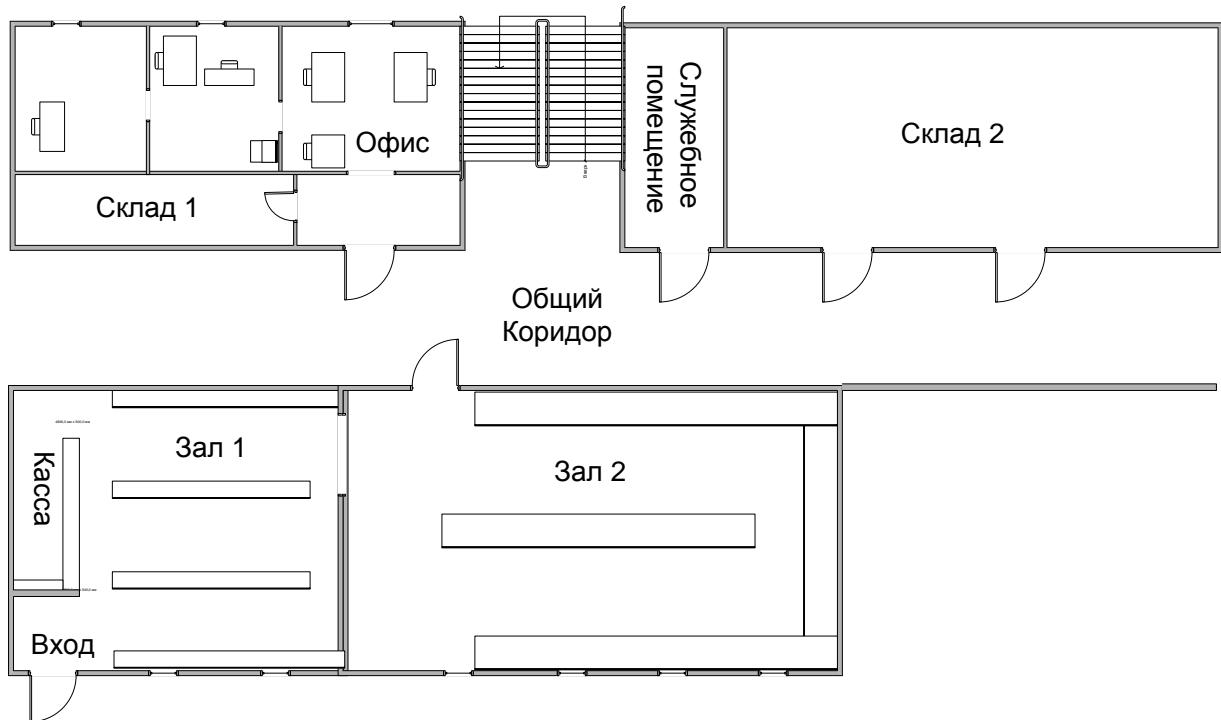 Служебное
помещение
Склад 2
Офис
Склад 1
Общий
Коридор
Зал 1
Касса
Зал 2
Вход